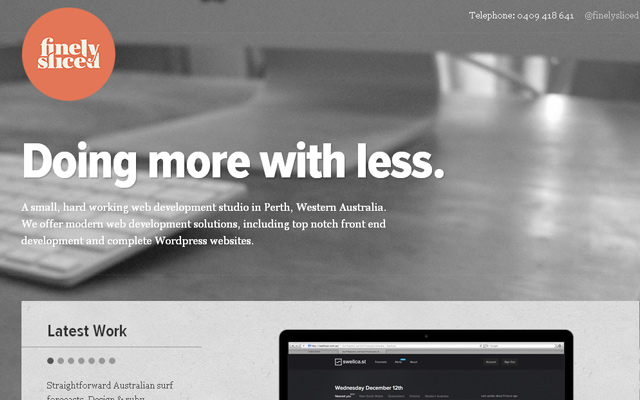 Telephone: 0409 418 641 @finelysliced
finely
sliced
Doing more with less.
A small, hard working web development studio in Perth, Western Australia.
We offer modern web development solutions, including top notch front end
development and complete Wordpress websites.
Latest Work
Straightforward Australian surf
forecasts. Design & ruby
swellca.st
Wednesday December 12th